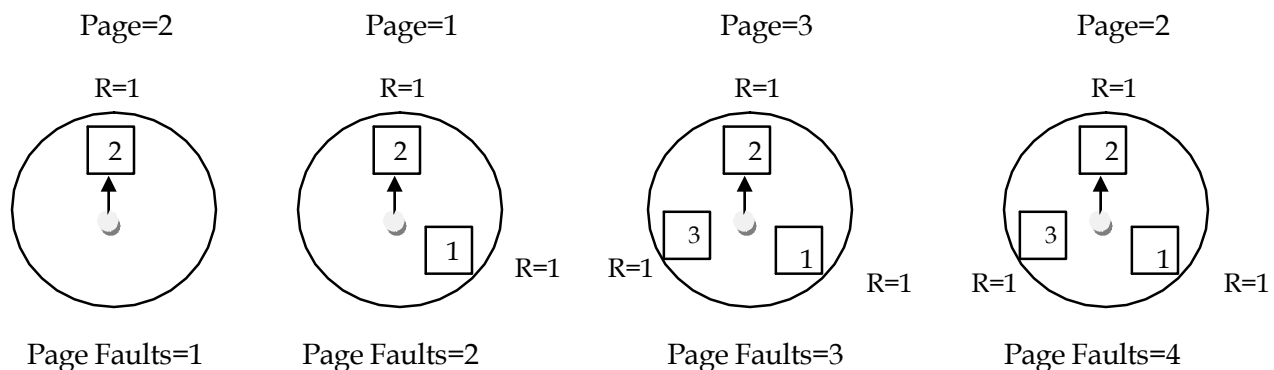 Page=2 Page=1 Page=3 Page=2
R=1 R=1 R=1 R=1
2 2 2 2
3 3
1 1 1
R=1 R=1 R=1 R=1 R=1
Page Faults=1 Page Faults=2 Page Faults=3 Page Faults=4